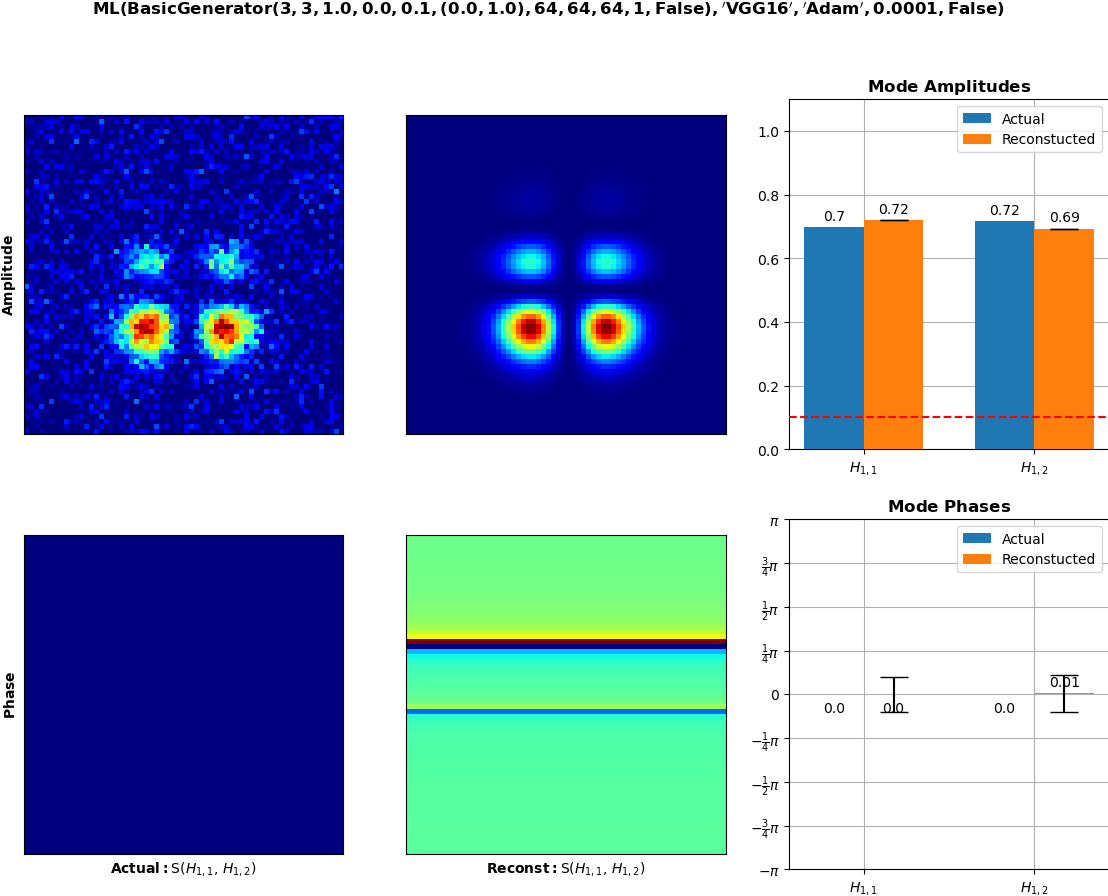 ML(BasicGenerator(3, 3, 1.0, 0.0, 0.1, (0.0, 1.0), 64, 64, 64, 1, False), ′VGG16′, ′Adam′, 0.0001, False)
Amplitude
Mode Amplitudes
Actual
Reconstucted
1.0
0.8
0.6
0.4
0.2
0.0
0.7
0.72
0.72
0.69
H1, 1
H1, 2
Phase
Actual: S(H1, 1, H1, 2)
Reconst: S(H1, 1, H1, 2)
Mode Phases
Actual
Reconstucted
π
3/4π
1/2π
1/4π
0
−1/4π
−1/2π
−3/4π
−π
0.0
0.0
0.0
0.01
H1, 1
H1, 2